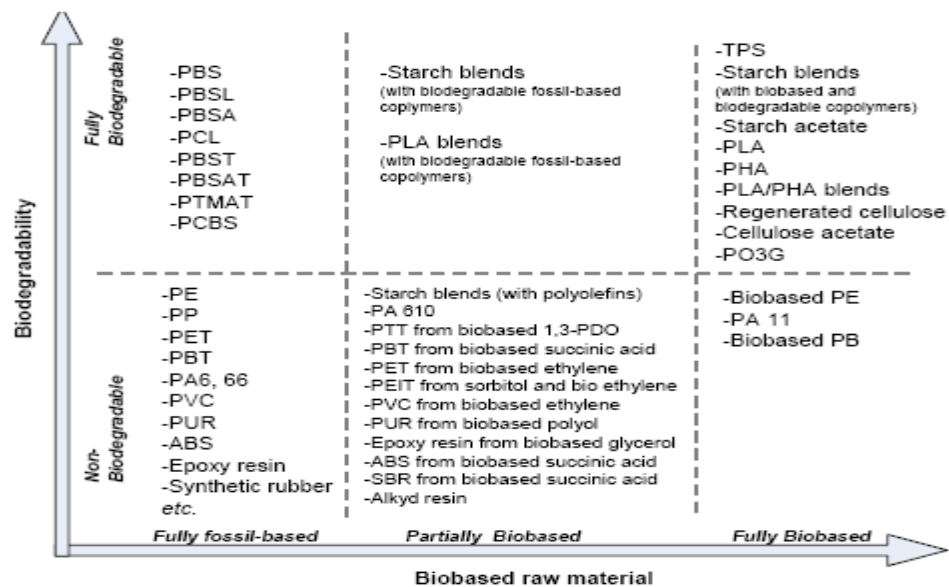 Biodegradability
Fully
Biodegradable
-PBS
-PBSL
-PBSA
-PCL
-PBST
-PBSAT
-PTMAT
-PCBS
-Starch blends
(with biodegradable fossil-based
coplymers)
-PLA blends
(with biodegradable fossil-based
copolymers)
-TPS
-Starch blends
(with biobased and
biodegradable copolymers)
-Starch acetate
-PLA
-PHA
-PLA/PHA blends
-Regenerated cellulose
-Cellulose acetate
-PO3G
Non-
Biodegradable
-PE
-PP
-PET
-PBT
-PA6, 66
-PVC
-PUR
-ABS
-Epoxy resin
-Synthetic rubber
etc.
-Starch blends (with polyolefins)
-PA 610
-PTT from biobased 1,3-PDO
-PBT from biobased succinic acid
-PET from biobased ethylene
-PEIT from sorbitol and bio ethylene
-PVC from biobased ethylene
-PUR from biobased polyol
-Epoxy resin from biobased glycerol
-ABS from biobased succinic acid
-SBR from biobased succinic acid
-Alkyd resin
-Biobased PE
-PA 11
-Biobased PB
Fully fossil-based
Partially Biobased
Fully Biobased
Biobased raw material